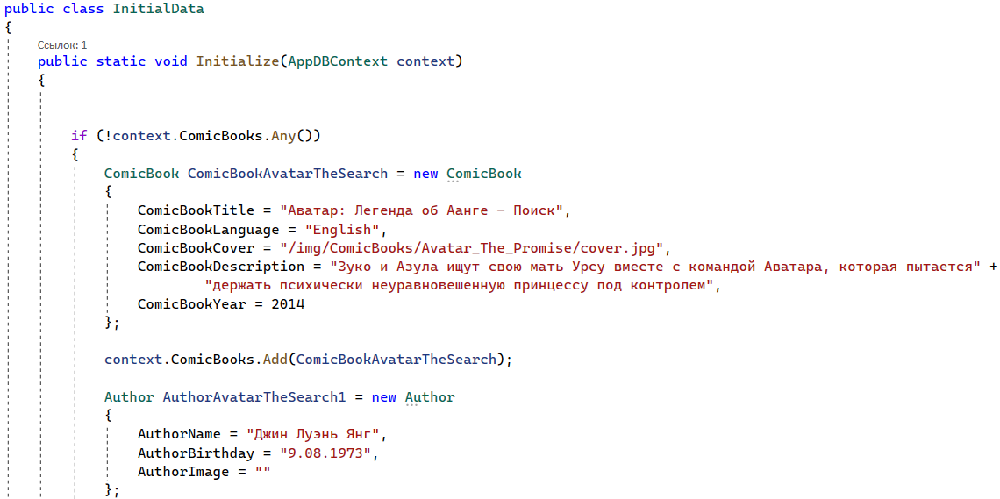 public class InitialData
{
Ссылок: 1
public static void Initialize(AppDBContext context)
{
if (!context.ComicBooks.Any())
{
ComicBook ComicBookAvatarTheSearch = new ComicBook
{
ComicBookTitle = "Аватар: Легенда об Аанге – Поиск",
ComicBookLanguage = "English",
ComicBookCover = "/img/ComicBooks/Avatar_The_Promise/cover.jpg",
ComicBookDescription = "Зуко и Азула ищут свою мать Урсу вместе с командой Аватара, которая пытается" +
"держать психически неуравновешенную принцессу под контролем",
ComicBookYear = 2014
};
context.ComicBooks.Add(ComicBookAvatarTheSearch);
Author AuthorAvatarTheSearch1 = new Author
{
AuthorName = "Джин Луэнь Янг",
AuthorBirthday = "9.08.1973",
AuthorImage = ""
};